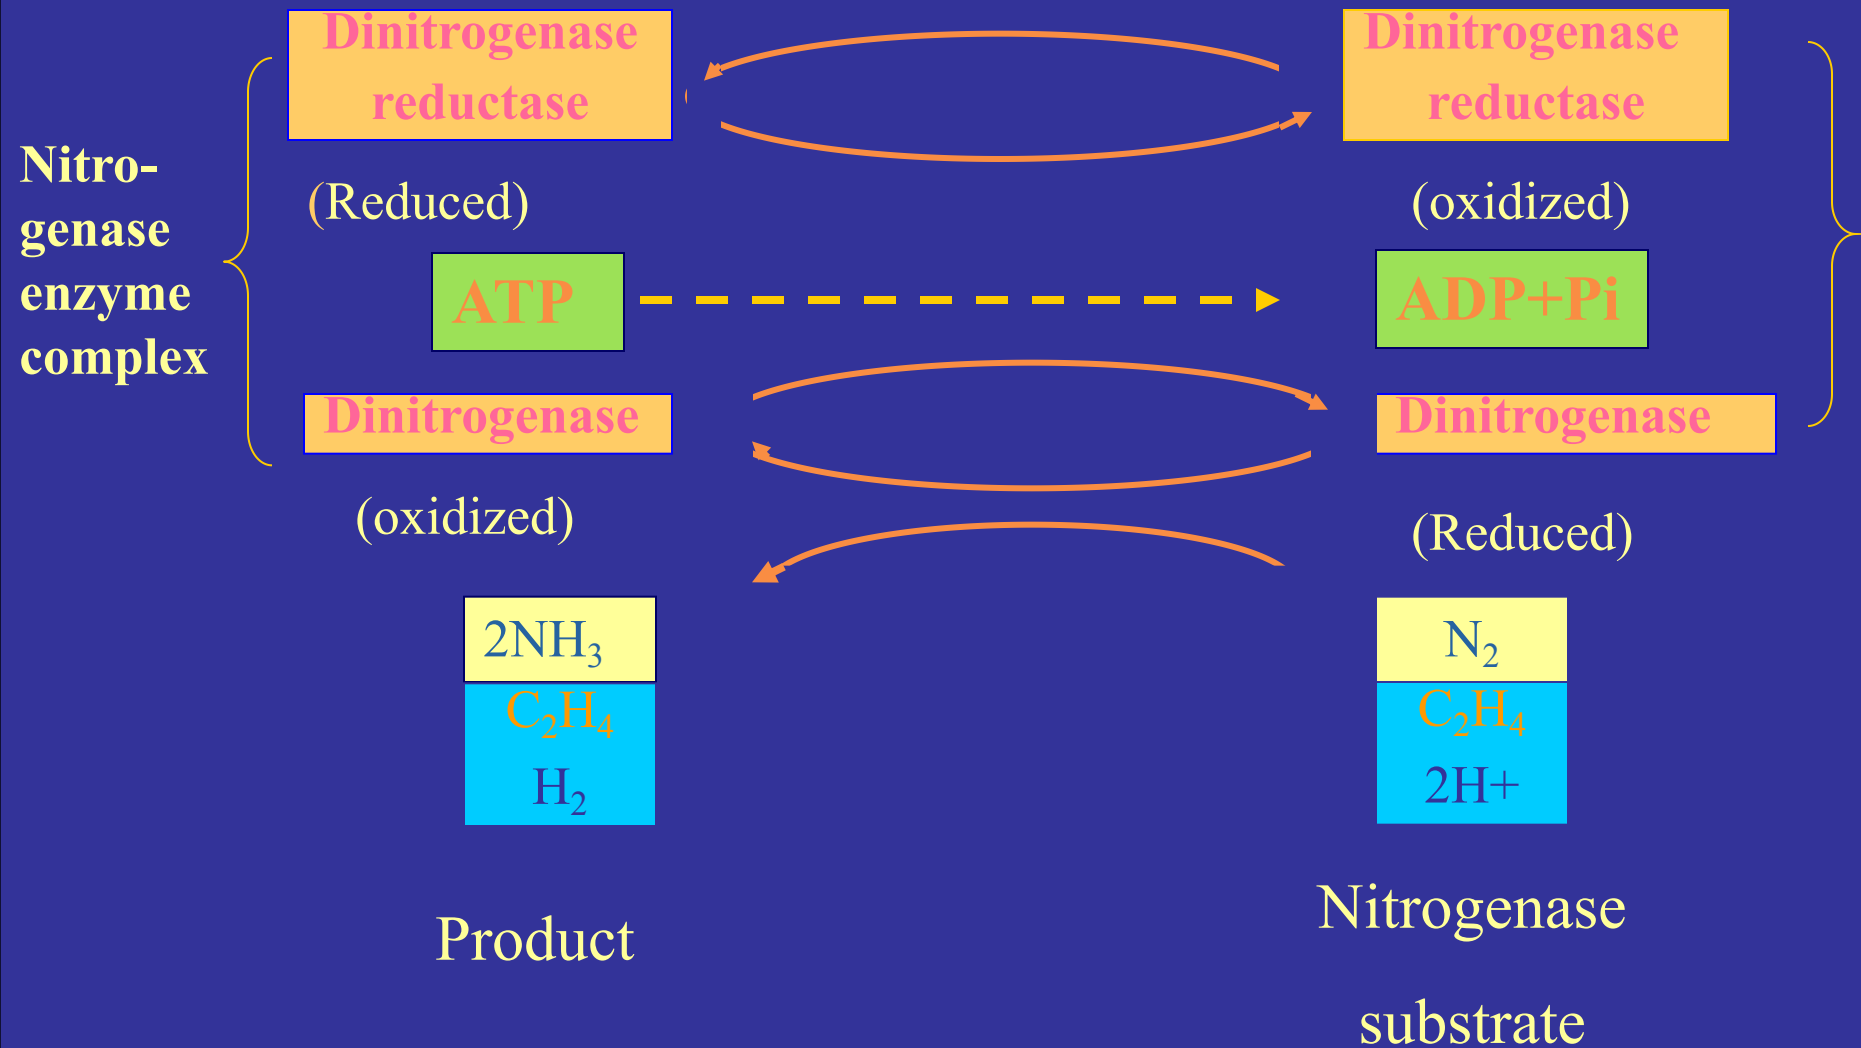 Dinitrogenase
reductase
Dinitrogenase
reductase
Nitro-
genase
enzyme
complex
(Reduced)
(oxidized)
ATP
ADP+Pi
Dinitrogenase
Dinitrogenase
(oxidized)
(Reduced)
2NH₃
N₂
C₂H₄
C₂H₄
H₂
2H+
Product
Nitrogenase
substrate